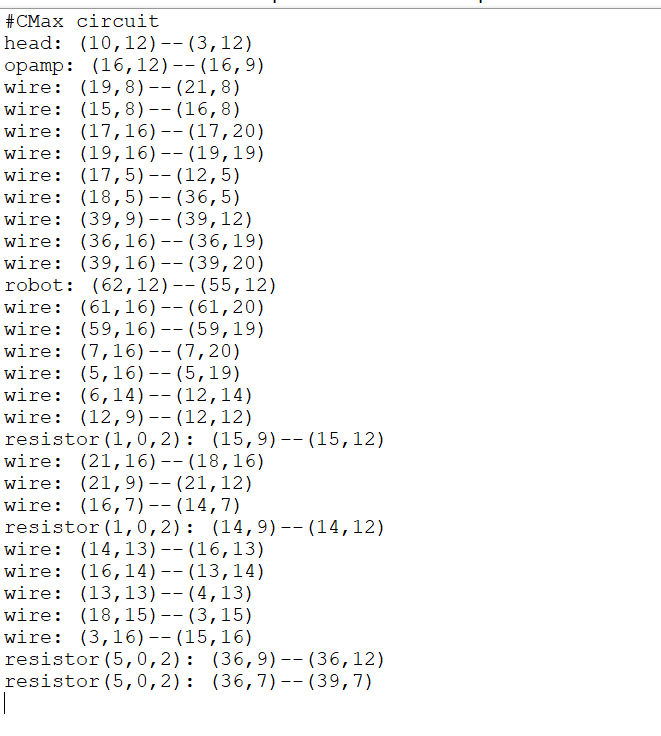 #CMax circuit
head: (10,12)--(3,12)
opamp: (16,12)--(16,9)
wire: (19,8)--(21,8)
wire: (15,8)--(16,8)
wire: (17,16)--(17,20)
wire: (19,16)--(19,19)
wire: (17,5)--(12,5)
wire: (18,5)--(36,5)
wire: (39,9)--(39,12)
wire: (36,16)--(36,19)
wire: (39,16)--(39,20)
robot: (62,12)--(55,12)
wire: (61,16)--(61,20)
wire: (59,16)--(59,19)
wire: (7,16)--(7,20)
wire: (5,16)--(5,19)
wire: (6,14)--(12,14)
wire: (12,9)--(12,12)
resistor(1,0,2): (15,9)--(15,12)
wire: (21,16)--(18,16)
wire: (21,9)--(21,12)
wire: (16,7)--(14,7)
resistor(1,0,2): (14,9)--(14,12)
wire: (14,13)--(16,13)
wire: (16,14)--(13,14)
wire: (13,13)--(4,13)
wire: (18,15)--(3,15)
wire: (3,16)--(15,16)
resistor(5,0,2): (36,9)--(36,12)
resistor(5,0,2): (36,7)--(39,7)